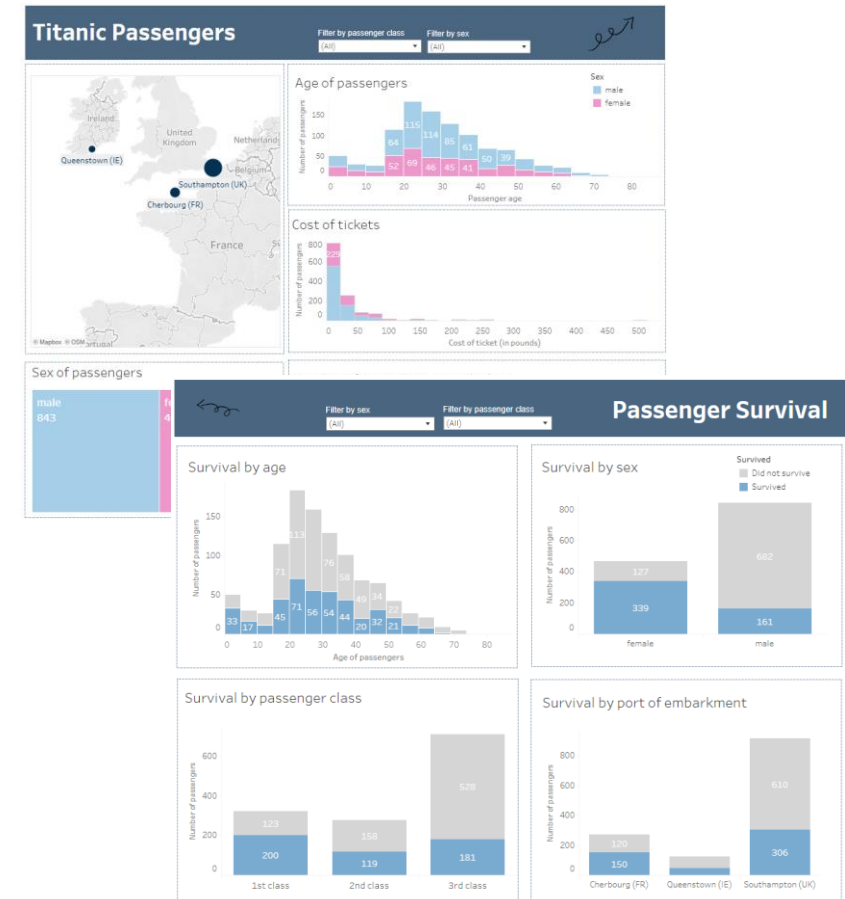 Titanic Passengers
Filter by passenger class
(All)
Filter by sex
(All)
Ireland
United
Kingdom
Netherland
Queenstown (IE)
Belgium
Southampton (UK)
Cherbourg (FR)
France
© Mapbox © OSM
Age of passengers
Sex
male
female
Number of passengers
150
100
50
0
64
115
114
85
61
50
39
52
69
46
45
41
0 10 20 30 40 50 60 70 80
Passenger age
Cost of tickets
Number of passengers
800
600
400
200
0
229
0 50 100 150 200 250 300 350 400 450 500
Cost of ticket (in pounds)
Sex of passengers
male
843
Filter by sex
(All)
Filter by passenger class
(All)
Passenger Survival
Survival by age
Number of passengers
150
100
50
0
71
113
76
58
49
34
22
33
17
45
71
56
54
44
20
32
21
0 10 20 30 40 50 60 70 80
Age of passengers
Survival by sex
Survived
Did not survive
Survived
Number of passengers
800
600
400
200
0
127
339
682
161
female
male
Survival by passenger class
Number of passengers
600
400
200
0
123
200
158
119
528
181
1st class
2nd class
3rd class
Survival by port of embarkment
Number of passengers
800
600
400
200
0
120
150
610
306
Cherbourg (FR)
Queenstown (IE)
Southampton (UK)